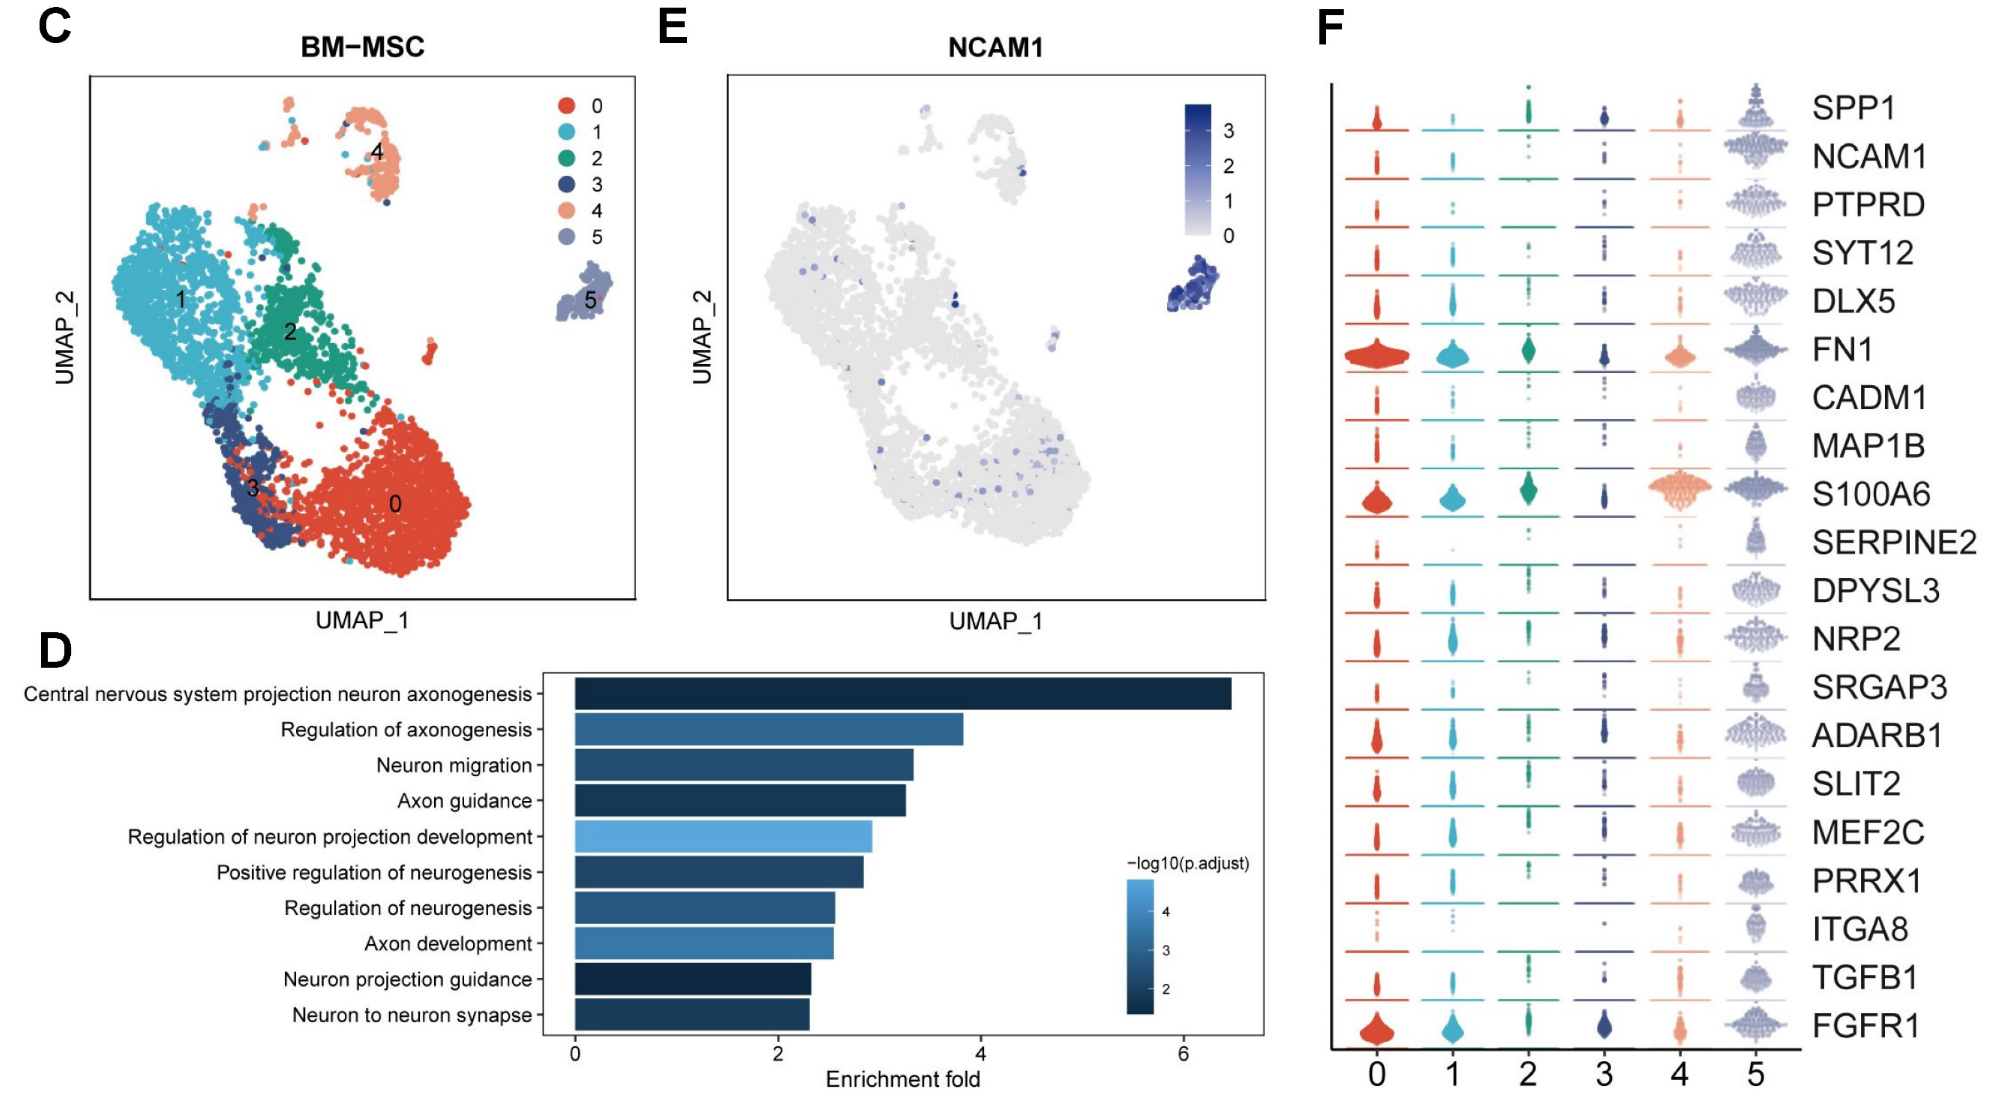 C
BM−MSC
0
1
2
3
4
5
4
1
5
2
3
0
UMAP_2
UMAP_1
E
NCAM1
3
2
1
0
UMAP_2
UMAP_1
D
Central nervous system projection neuron axonogenesis
Regulation of axonogenesis
Neuron migration
Axon guidance
Regulation of neuron projection development
Positive regulation of neurogenesis
Regulation of neurogenesis
Axon development
Neuron projection guidance
Neuron to neuron synapse
−log10(p.adjust)
4
3
2
0 2 4 6
Enrichment fold
F
SPP1
NCAM1
PTPRD
SYT12
DLX5
FN1
CADM1
MAP1B
S100A6
SERPINE2
DPYSL3
NRP2
SRGAP3
ADARB1
SLIT2
MEF2C
PRRX1
ITGA8
TGFB1
FGFR1
0 1 2 3 4 5